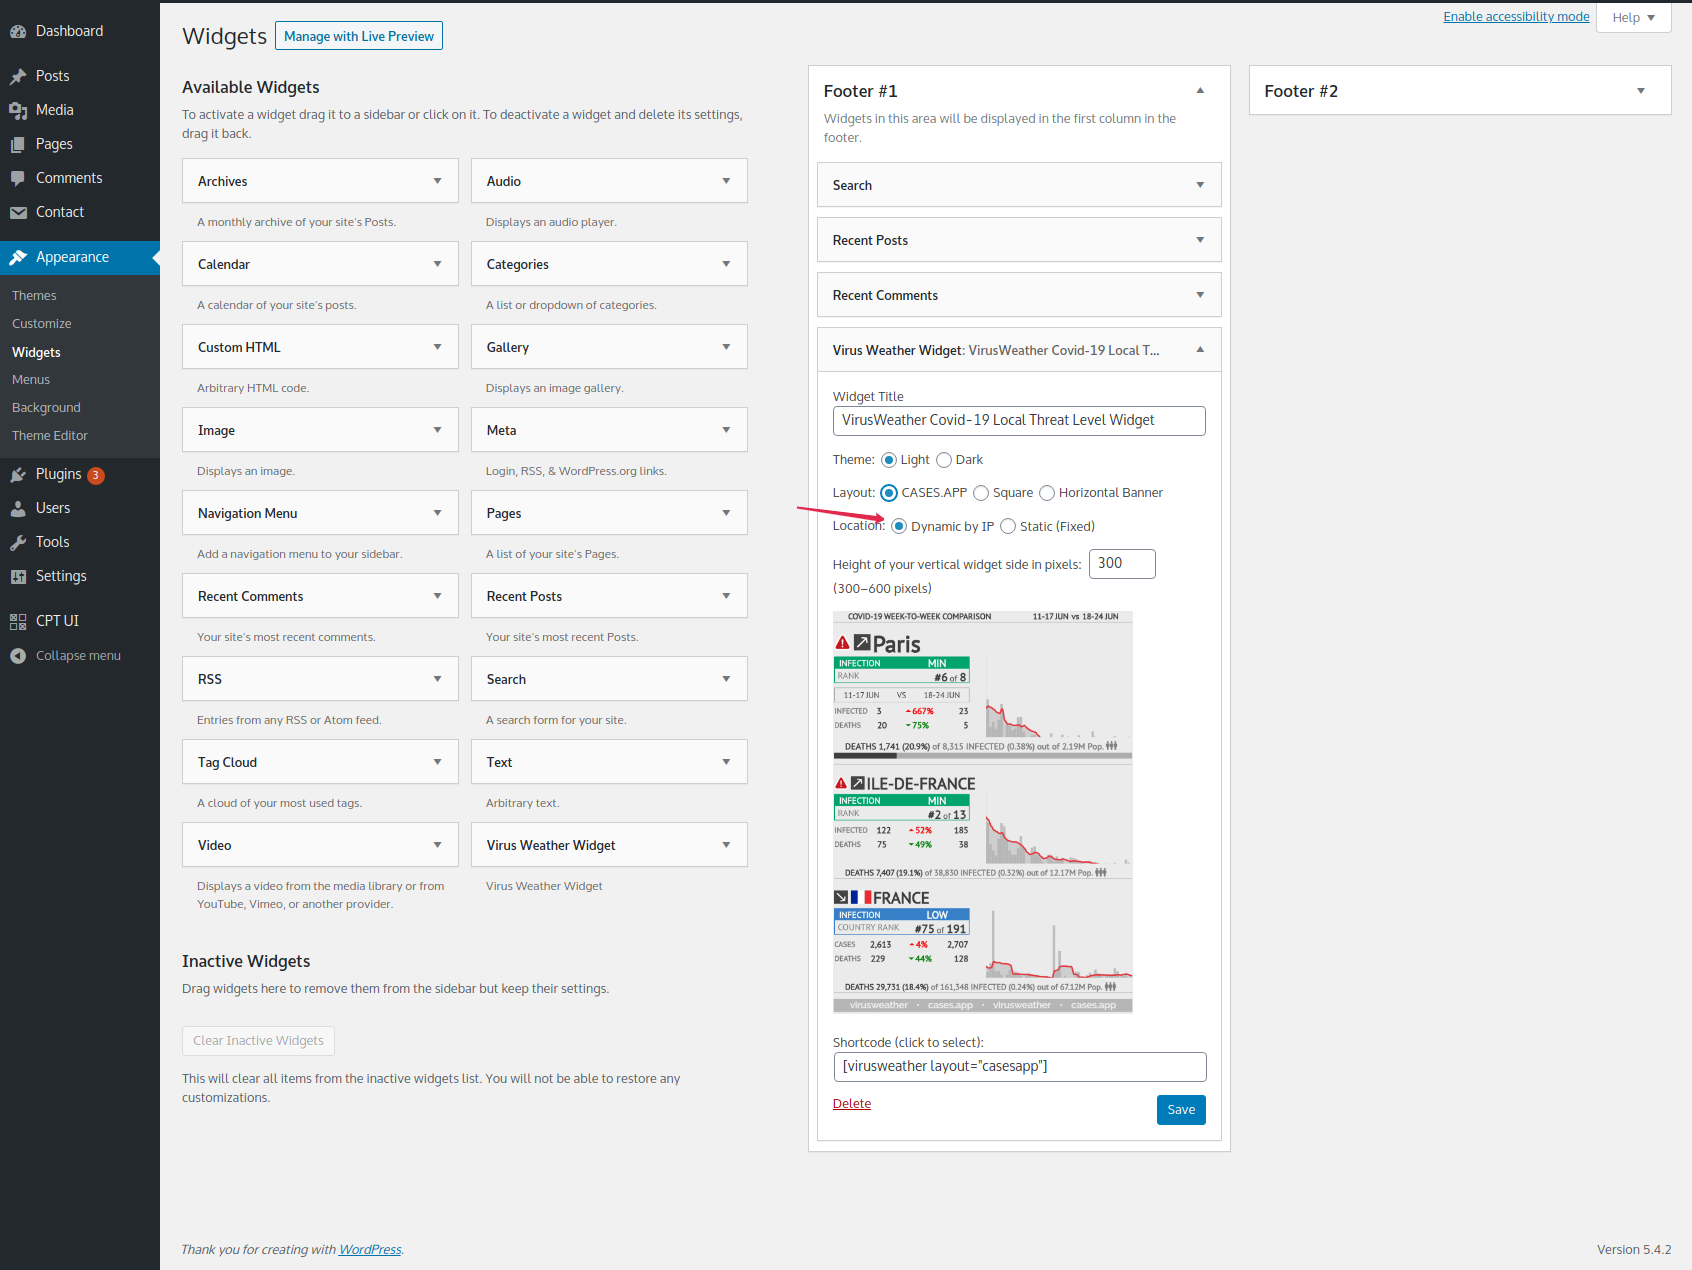 Dashboard
Posts
Media
Pages
Comments
Contact
Appearance
Themes
Customize
Widgets
Menus
Background
Theme Editor
Plugins 3
Users
Tools
Settings
CPT UI
Collapse menu
Enable accessibility mode
Help
Widgets
Manage with Live Preview
Available Widgets
To activate a widget drag it to a sidebar or click on it. To deactivate a widget and delete its settings,
drag it back.
Archives
A monthly archive of your site's Posts.
Audio
Displays an audio player.
Calendar
A calendar of your site's posts.
Categories
A list or dropdown of categories.
Custom HTML
Arbitrary HTML code.
Gallery
Displays an image gallery.
Image
Displays an image.
Meta
Login, RSS, & WordPress.org links.
Navigation Menu
Add a navigation menu to your sidebar.
Pages
A list of your site's Pages.
Recent Comments
Your site's most recent comments.
Recent Posts
Your site's most recent Posts.
RSS
Entries from any RSS or Atom feed.
Search
A search form for your site.
Tag Cloud
A cloud of your most used tags.
Text
Arbitrary text.
Video
Displays a video from the media library or from
YouTube, Vimeo, or another provider.
Virus Weather Widget
Virus Weather Widget
Inactive Widgets
Drag widgets here to remove them from the sidebar but keep their settings.
Clear Inactive Widgets
This will clear all items from the inactive widgets list. You will not be able to restore any
customizations.
Footer #1
Widgets in this area will be displayed in the first column in the
footer.
Search
Recent Posts
Recent Comments
Virus Weather Widget: VirusWeather Covid-19 Local T...
Widget Title
VirusWeather Covid-19 Local Threat Level Widget
Theme: Light Dark
Layout: CASES.APP Square Horizontal Banner
Location: Dynamic by IP Static (Fixed)
Height of your vertical widget side in pixels: 300
(300–600 pixels)
COVID-19 WEEK-TO-WEEK COMPARISON 11-17 JUN vs 18-24 JUN
Paris
INFECTION MIN
RANK #6 of 8
11-17 JUN VS 18-24 JUN
INFECTED 3 667% 23
DEATHS 20 75% 5
DEATHS 1,741 (20.9%) of 8,315 INFECTED (0.38%) out of 2.19M Pop.
ILE-DE-FRANCE
INFECTION MIN
RANK #2 of 13
INFECTED 122 52% 185
DEATHS 75 49% 38
DEATHS 7,407 (19.1%) of 38,830 INFECTED (0.32%) out of 12.17M Pop.
FRANCE
INFECTION LOW
COUNTRY RANK #75 of 191
CASES 2,613 4% 2,707
DEATHS 229 44% 128
DEATHS 29,731 (18.4%) of 161,348 INFECTED (0.24%) out of 67.12M Pop.
virusweather · cases.app · virusweather · cases.app
Shortcode (click to select):
[virusweather layout="casesapp"]
Delete
Save
Footer #2
Thank you for creating with WordPress.
Version 5.4.2